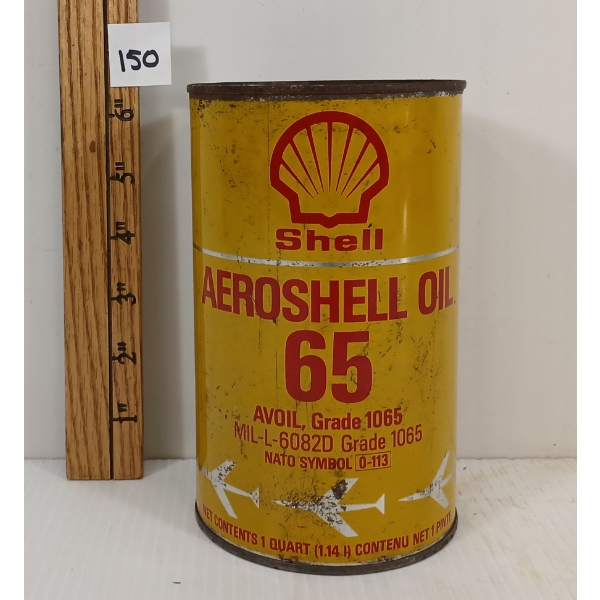 150
6"
5"
4"
3"
2"
1"
Shell
AEROSHELL OIL
65
AVOIL, Grade 1065
MIL-L-6082D Grade 1065
NATO SYMBOL O-113
NET CONTENTS 1 QUART (1.14 l) CONTENU NET 1 PINTE